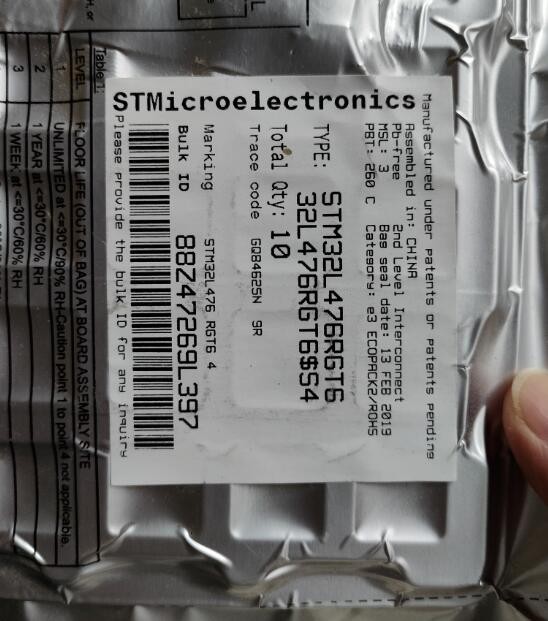 STMicroelectronics
Manufactured under patents or patents pending
Assembled in: CHINA
Pb-free 2nd Level Interconnect
MSL: 3 Bag seal date: 13 FEB 2019
PBT: 260 C Category: e3 ECOPACK2/ROHS
TYPE: STM32L476RGT6
32L476RGT6$S4
Total Qty: 10
Trace code GQ84625N 9R
Marking STM32L476 RGT6 4
Bulk ID 88Z47269L397
Please provide the bulk ID for any inquiry
Table 1:
LEVEL FLOOR LIFE (OUT OF BAG) AT BOARD ASSEMBLY SITE
1 UNLIMITED at <=30°C/90% RH-Caution point 1 to point 4 not applicable.
2 1 YEAR at <=30°C/60% RH
3 1 WEEK at <=30°C/60% RH